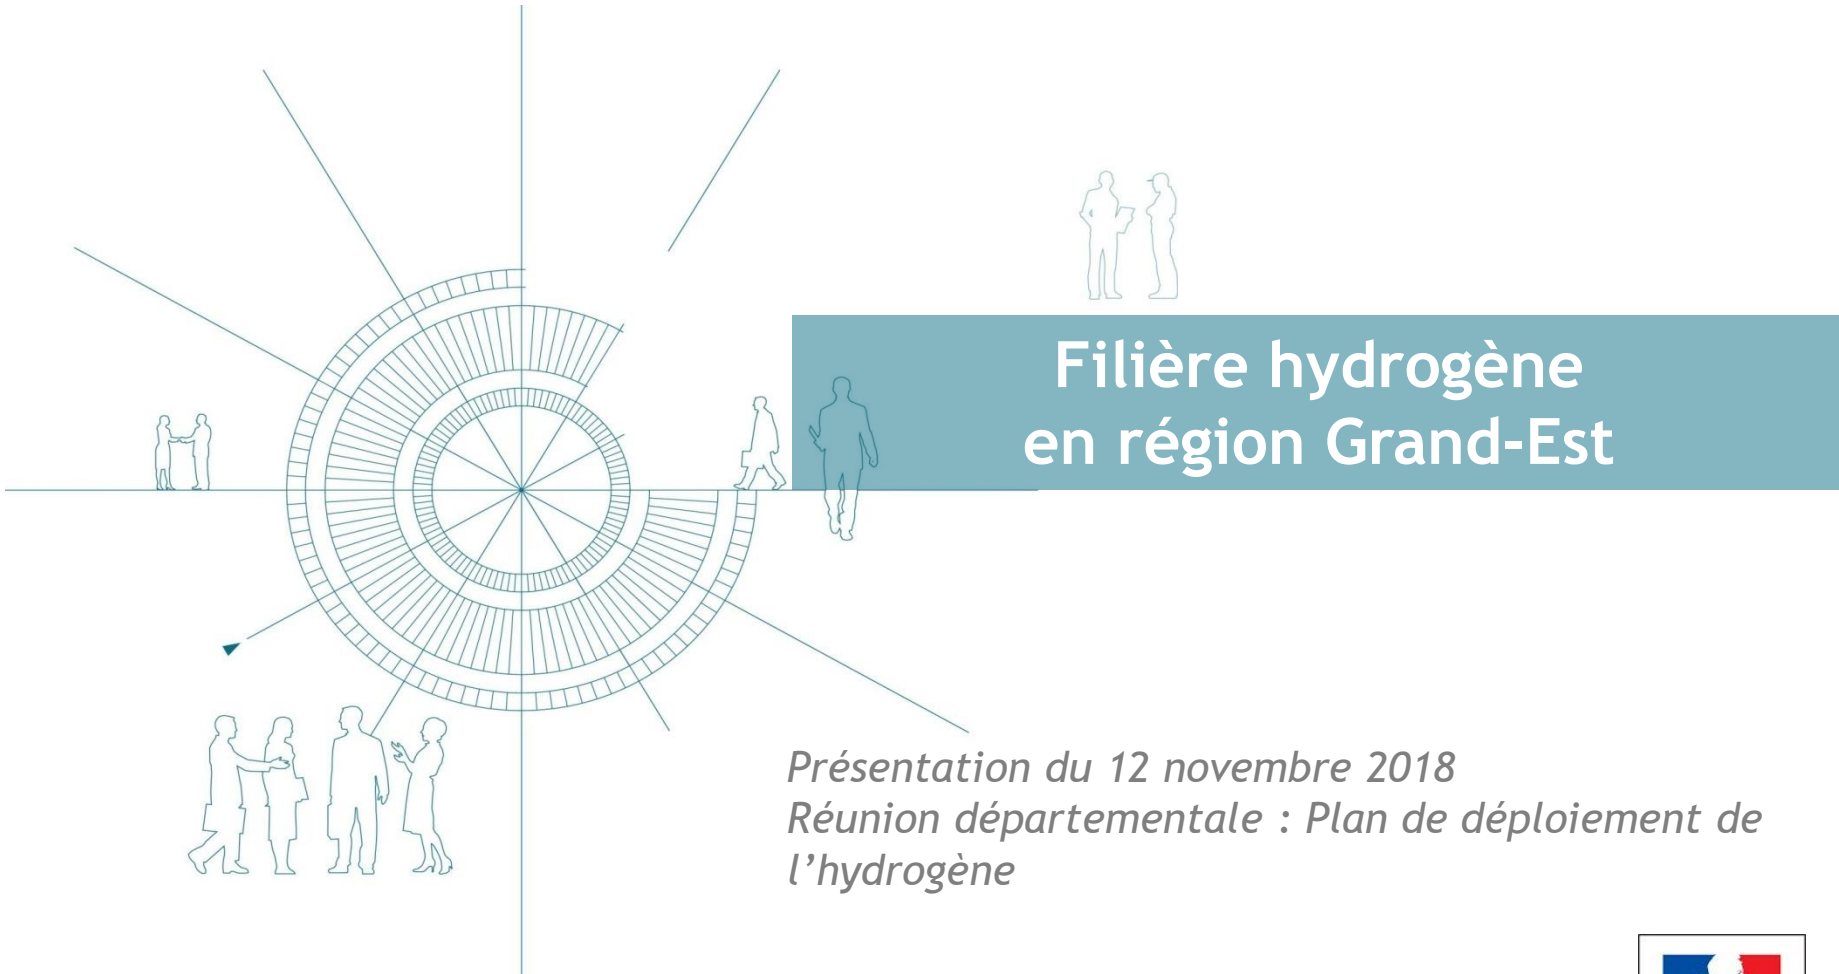 Filière hydrogène
en région Grand-Est
Présentation du 12 novembre 2018
Réunion départementale : Plan de déploiement de
l’hydrogène